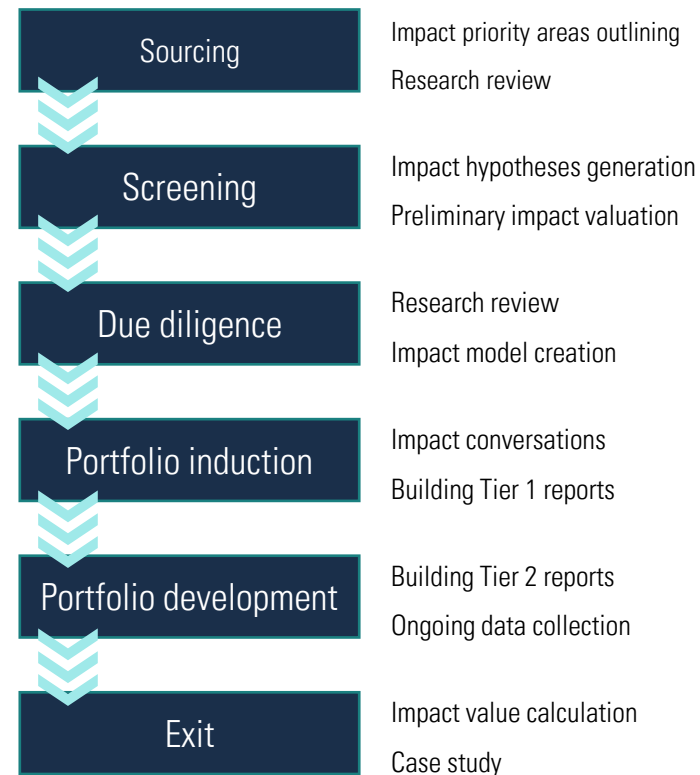 Sourcing
Impact priority areas outlining
Research review
Screening
Impact hypotheses generation
Preliminary impact valuation
Due diligence
Research review
Impact model creation
Portfolio induction
Impact conversations
Building Tier 1 reports
Portfolio development
Building Tier 2 reports
Ongoing data collection
Exit
Impact value calculation
Case study